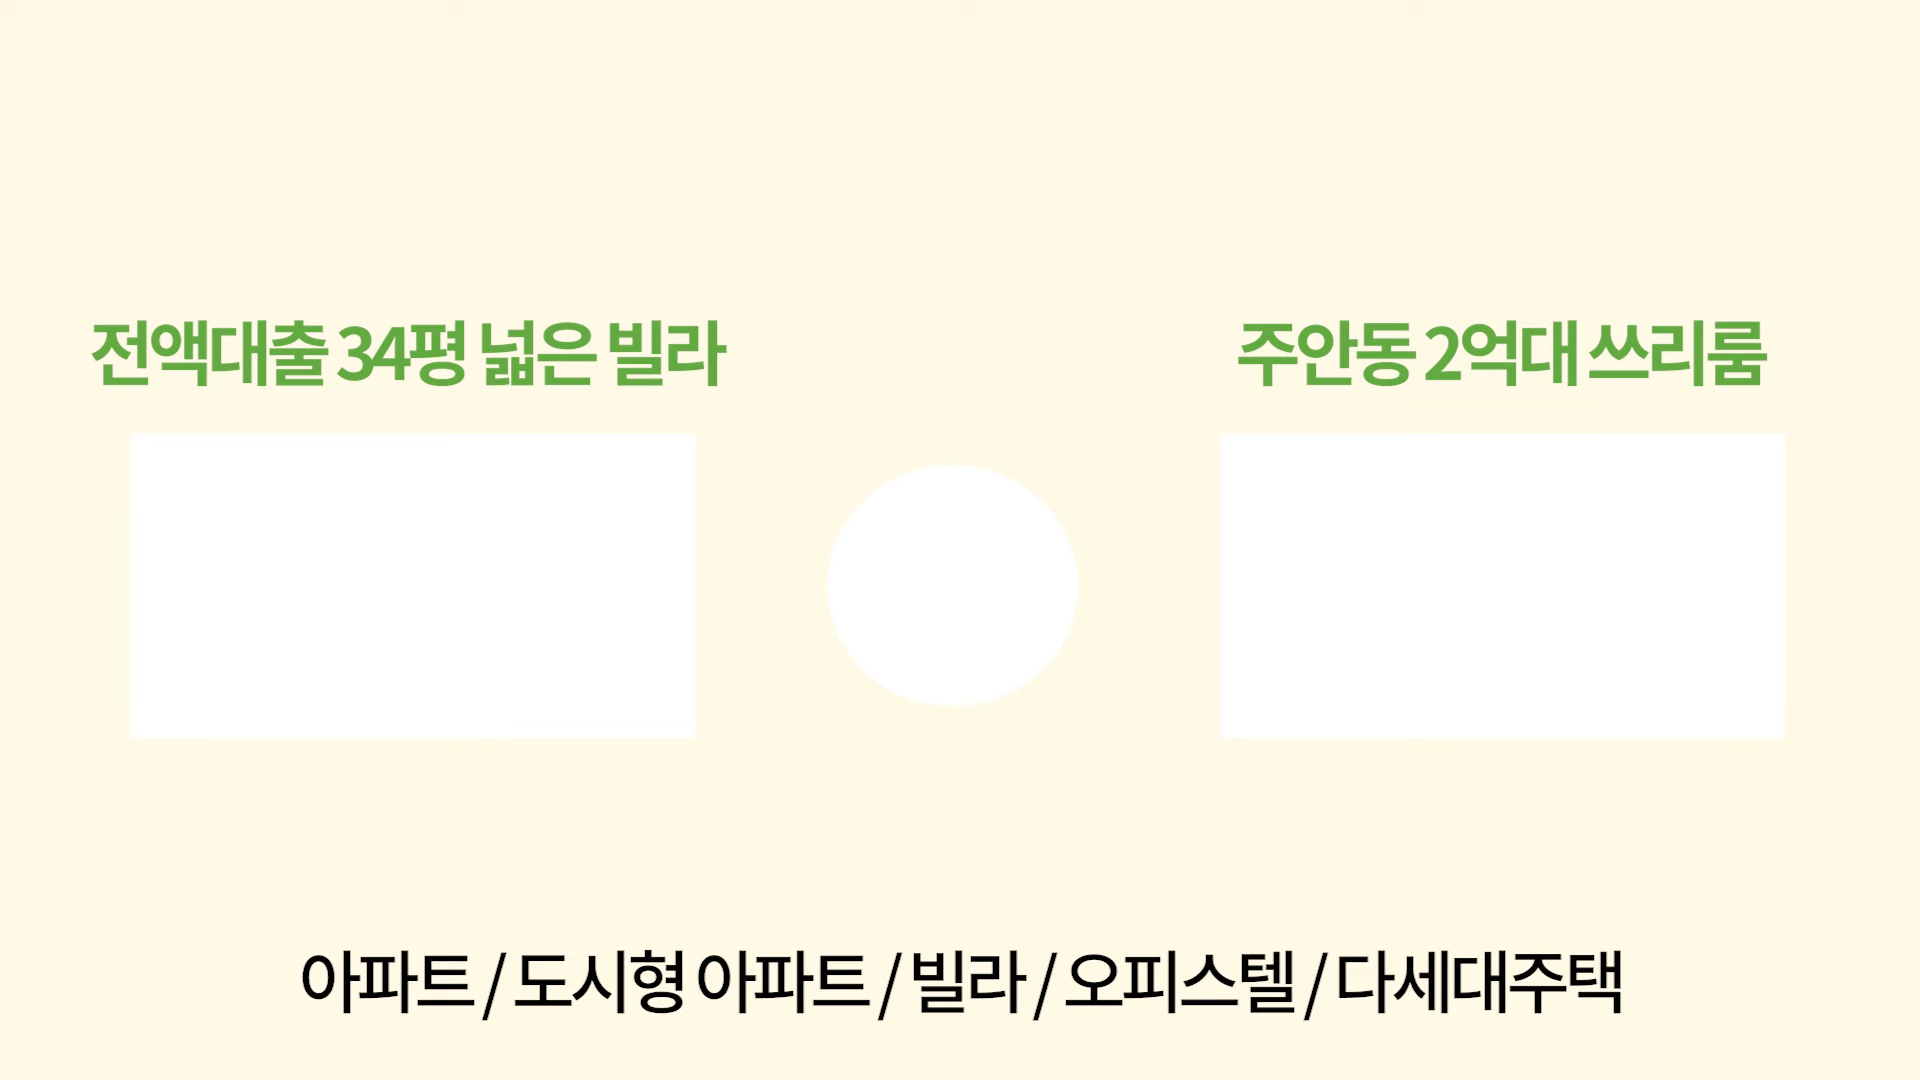 전액대출 34평 넓은 빌라
주안동 2억대 쓰리룸
아파트 / 도시형 아파트 / 빌라 / 오피스텔 / 다세대주택